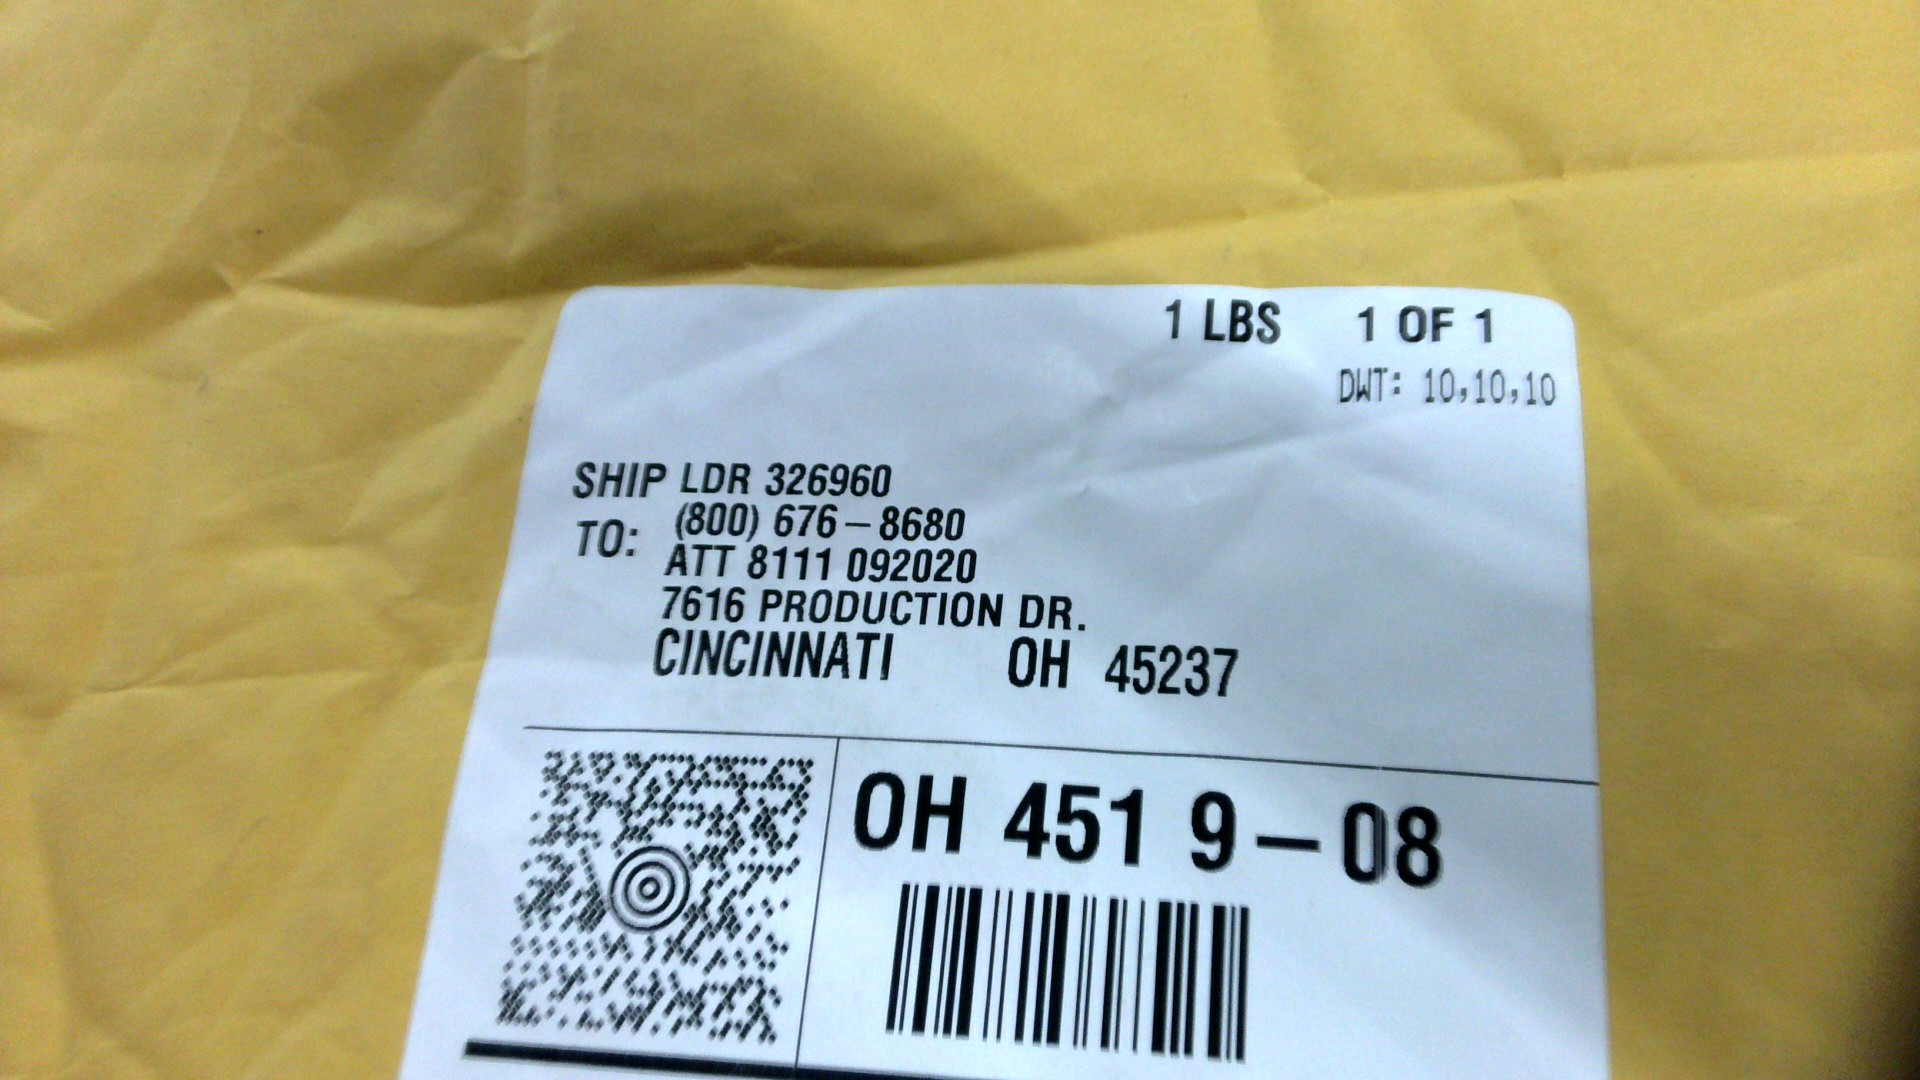 1 LBS 1 OF 1
DWT: 10,10,10
SHIP TO: LDR 326960
(800) 676-8680
ATT 8111 092020
7616 PRODUCTION DR.
CINCINNATI OH 45237
OH 451 9-08